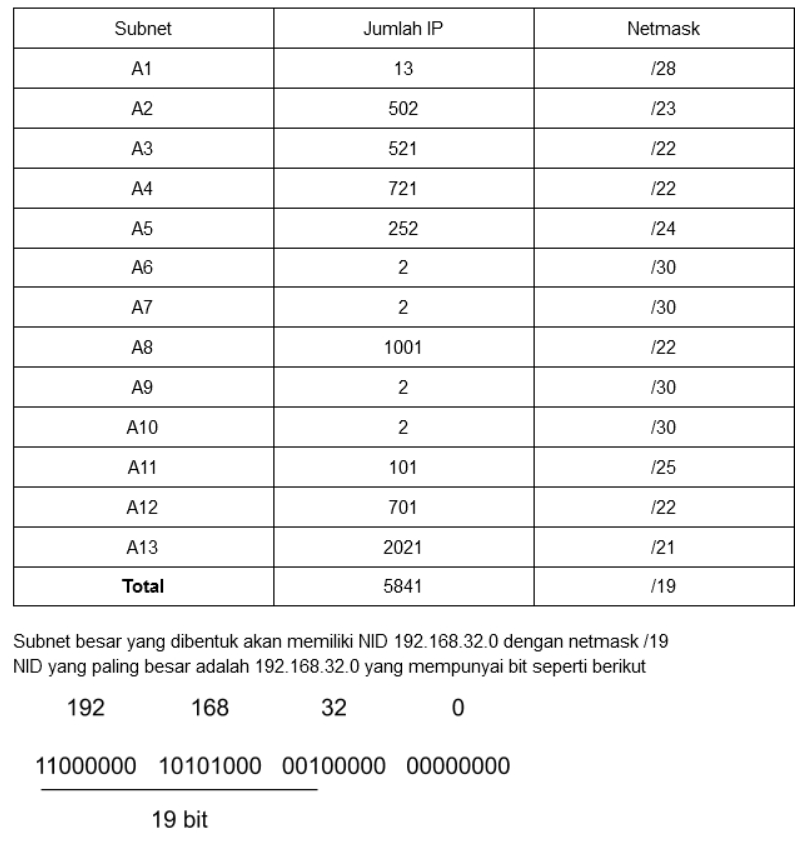 Subnet Jumlah IP Netmask
A1 13 /28
A2 502 /23
A3 521 /22
A4 721 /22
A5 252 /24
A6 2 /30
A7 2 /30
A8 1001 /22
A9 2 /30
A10 2 /30
A11 101 /25
A12 701 /22
A13 2021 /21
Total 5841 /19
Subnet besar yang dibentuk akan memiliki NID 192.168.32.0 dengan netmask /19
NID yang paling besar adalah 192.168.32.0 yang mempunyai bit seperti berikut
192 168 32 0
11000000 10101000 00100000 00000000
19 bit